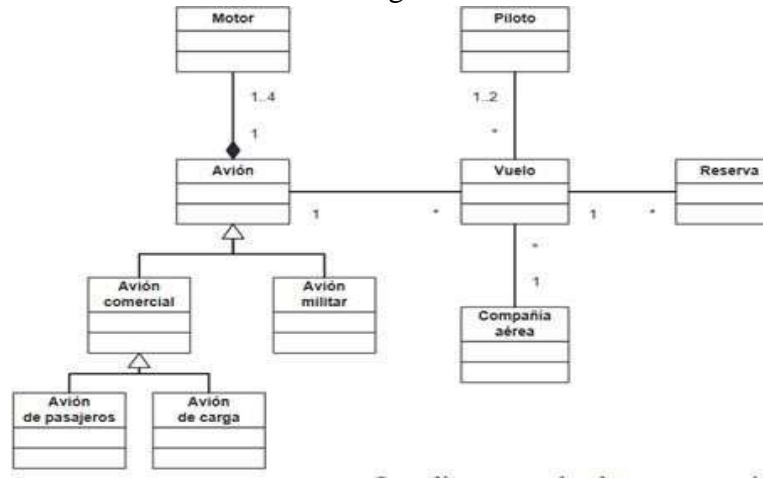 Motor
Piloto
1..4
1..2
1
*
Avión
Vuelo
Reserva
1
*
1
*
*
1
Avión
comercial
Avión
militar
Compañía
aérea
Avión
de pasajeros
Avión
de carga